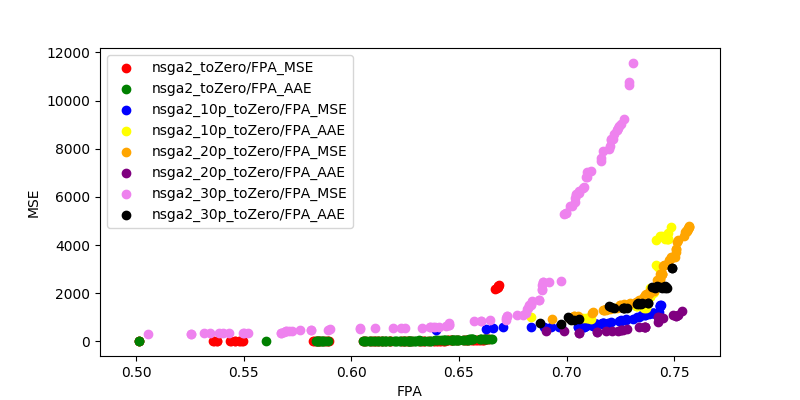 12000
10000
8000
6000
4000
2000
0
MSE
nsga2_toZero/FPA_MSE
nsga2_toZero/FPA_AAE
nsga2_10p_toZero/FPA_MSE
nsga2_10p_toZero/FPA_AAE
nsga2_20p_toZero/FPA_MSE
nsga2_20p_toZero/FPA_AAE
nsga2_30p_toZero/FPA_MSE
nsga2_30p_toZero/FPA_AAE
0.50 0.55 0.60 0.65 0.70 0.75
FPA